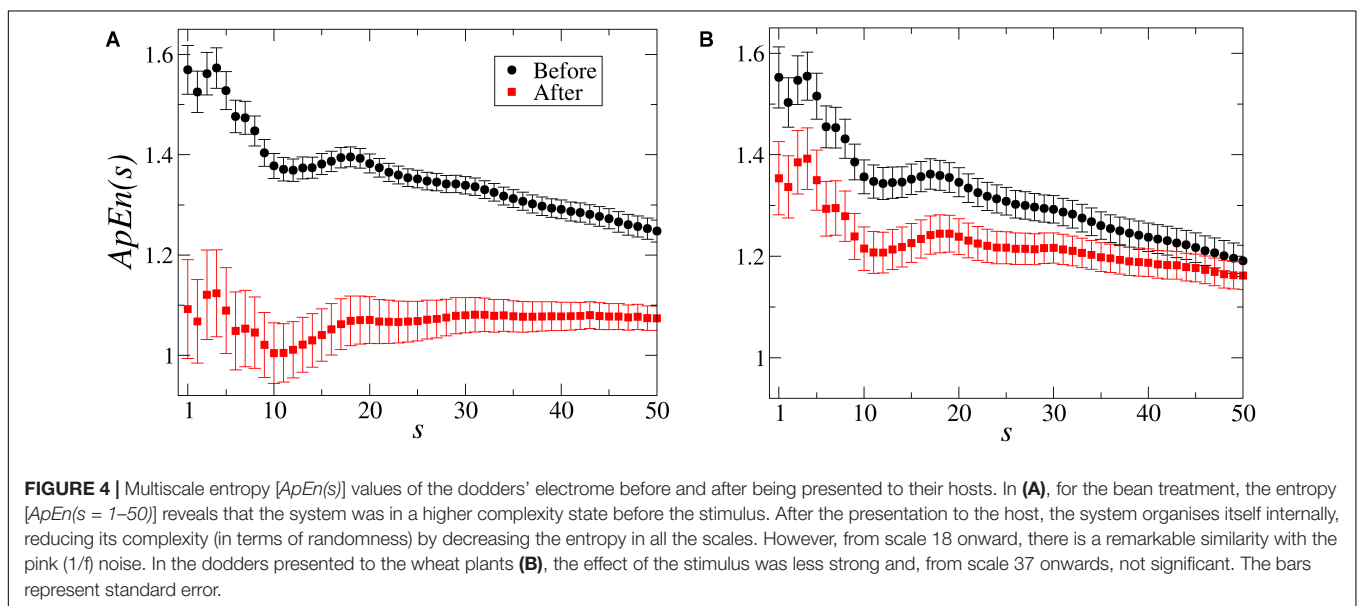 A
B
1.6
1.4
1.2
1
ApEn(s)
Before
After
1 10 20 30 40 50
s
1.6
1.4
1.2
1
1 10 20 30 40 50
s
FIGURE 4 | Multiscale entropy [ApEn(s)] values of the dodders' electrome before and after being presented to their hosts. In (A), for the bean treatment, the entropy
[ApEn(s = 1–50)] reveals that the system was in a higher complexity state before the stimulus. After the presentation to the host, the system organises itself internally,
reducing its complexity (in terms of randomness) by decreasing the entropy in all the scales. However, from scale 18 onward, there is a remarkable similarity with the
pink (1/f) noise. In the dodders presented to the wheat plants (B), the effect of the stimulus was less strong and, from scale 37 onwards, not significant. The bars
represent standard error.